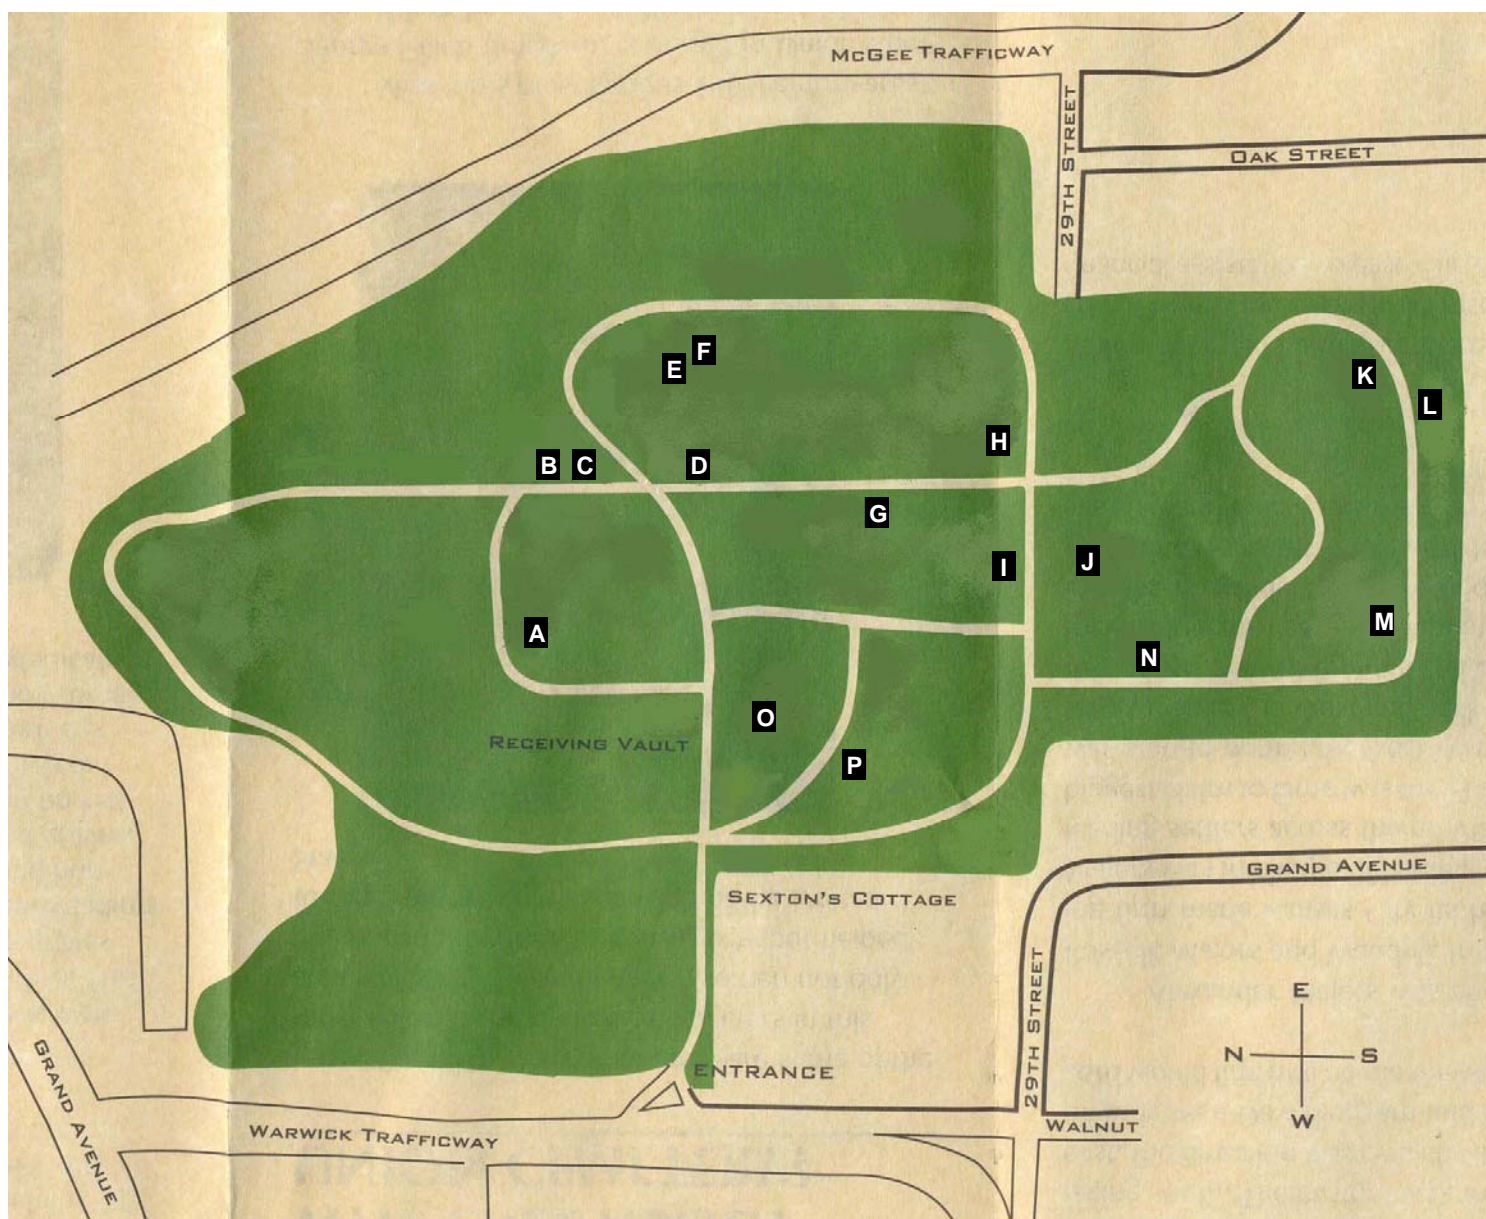 McGee Trafficway
29th Street
Oak Street
F
E
K
L
H
B
C
D
G
J
I
M
A
N
O
Receiving Vault
P
Grand Avenue
Sexton's Cottage
29th Street
E
N
S
W
Entrance
Grand Avenue
Warwick Trafficway
Walnut